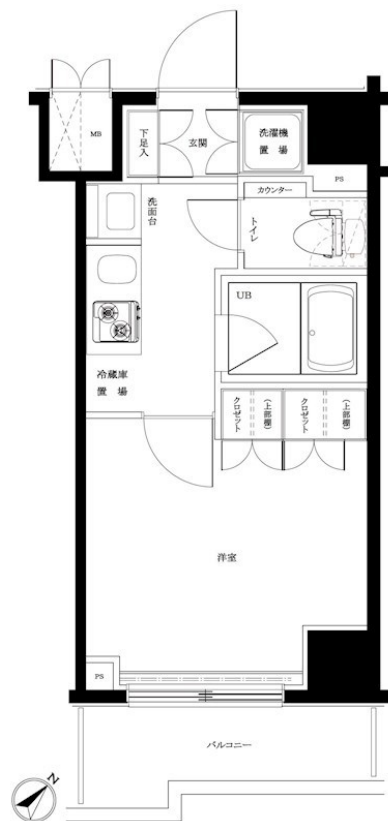 MB
下足入
玄関
洗濯機
置場
PS
カウンター
洗面台
トイレ
UB
冷蔵庫
置場
クロゼット
(上部棚)
クロゼット
(上部棚)
洋室
PS
バルコニー
N